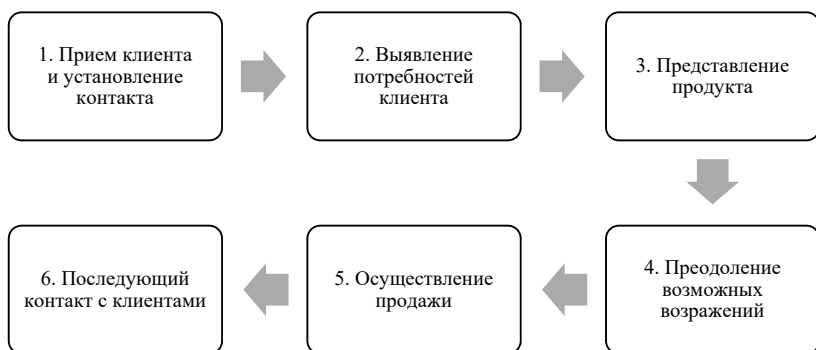 1. Прием клиента
и установление
контакта
2. Выявление
потребностей
клиента
3. Представление
продукта
4. Преодоление
возможных
возражений
5. Осуществление
продажи
6. Последующий
контакт с клиентами